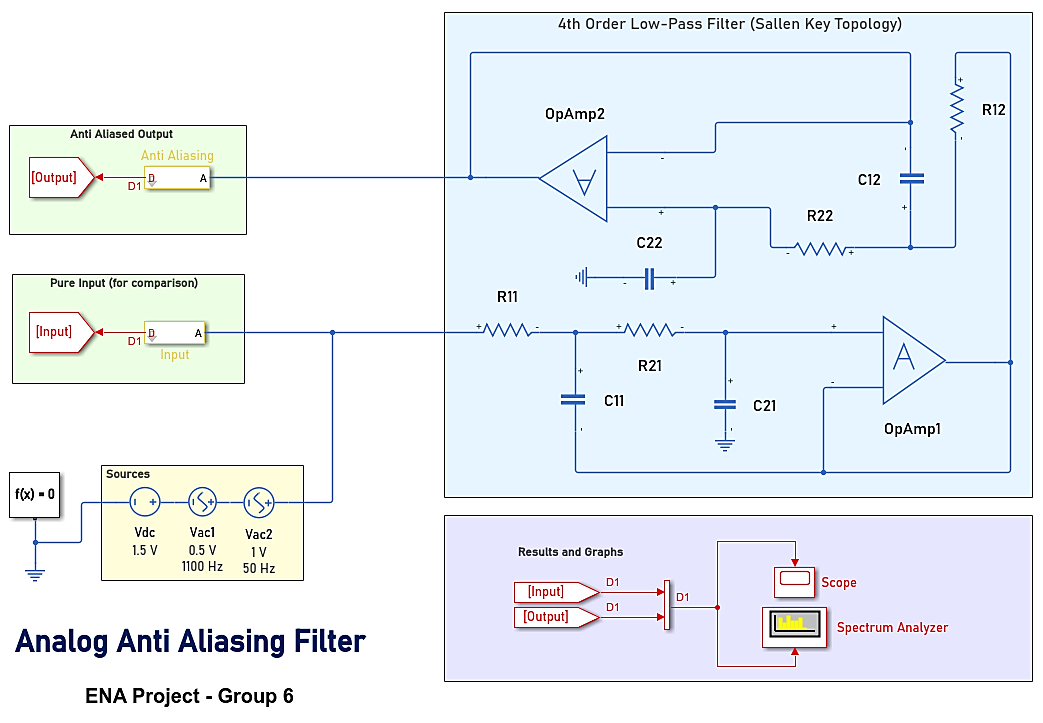 4th Order Low-Pass Filter (Sallen Key Topology)
OpAmp2
R12
C12
R22
C22
R11
R21
C11
C21
OpAmp1
+
-
A
A
Anti Aliased Output
Anti Aliasing
[Output]
D1
D
A
Pure Input (for comparison)
[Input]
D1
D
A
Input
f(x) = 0
Sources
Vdc
1.5 V
Vac1
0.5 V
1100 Hz
Vac2
1 V
50 Hz
Results and Graphs
[Input]
D1
[Output]
D1
D1
Scope
Spectrum Analyzer
Analog Anti Aliasing Filter
ENA Project - Group 6